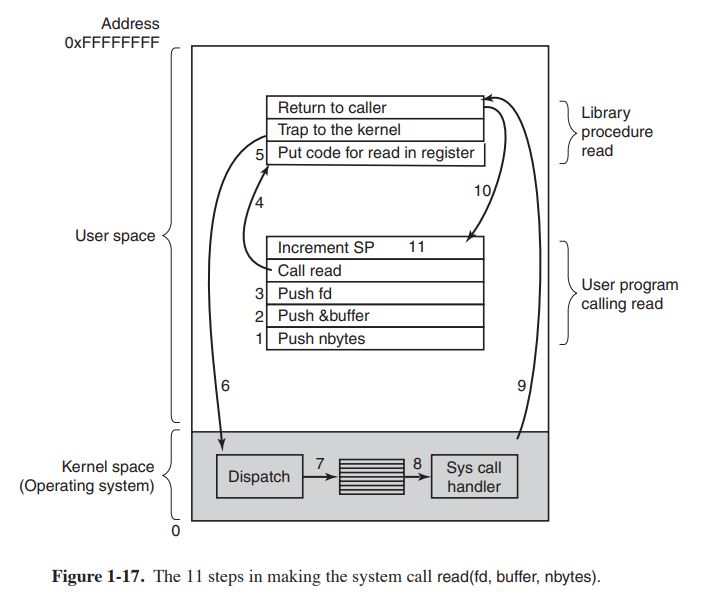 Address
0xFFFFFFFF
Return to caller
Trap to the kernel
5 Put code for read in register
Library
procedure
read
4
10
User space
Increment SP 11
Call read
3 Push fd
2 Push &buffer
1 Push nbytes
User program
calling read
6
9
Kernel space
(Operating system)
Dispatch
7
8
Sys call
handler
0
Figure 1-17. The 11 steps in making the system call read(fd, buffer, nbytes).